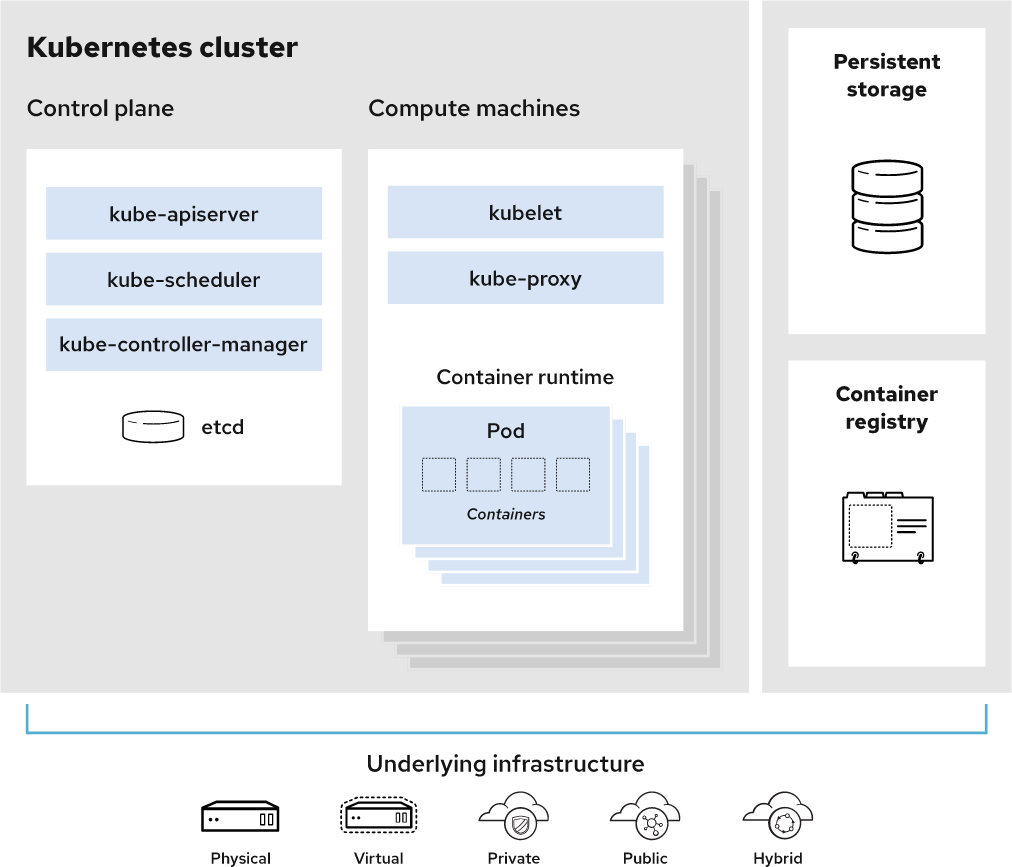 Kubernetes cluster
Control plane
kube-apiserver
kube-scheduler
kube-controller-manager
etcd
Compute machines
kubelet
kube-proxy
Container runtime
Pod
Containers
Persistent
storage
Container
registry
Underlying infrastructure
Physical
Virtual
Private
Public
Hybrid